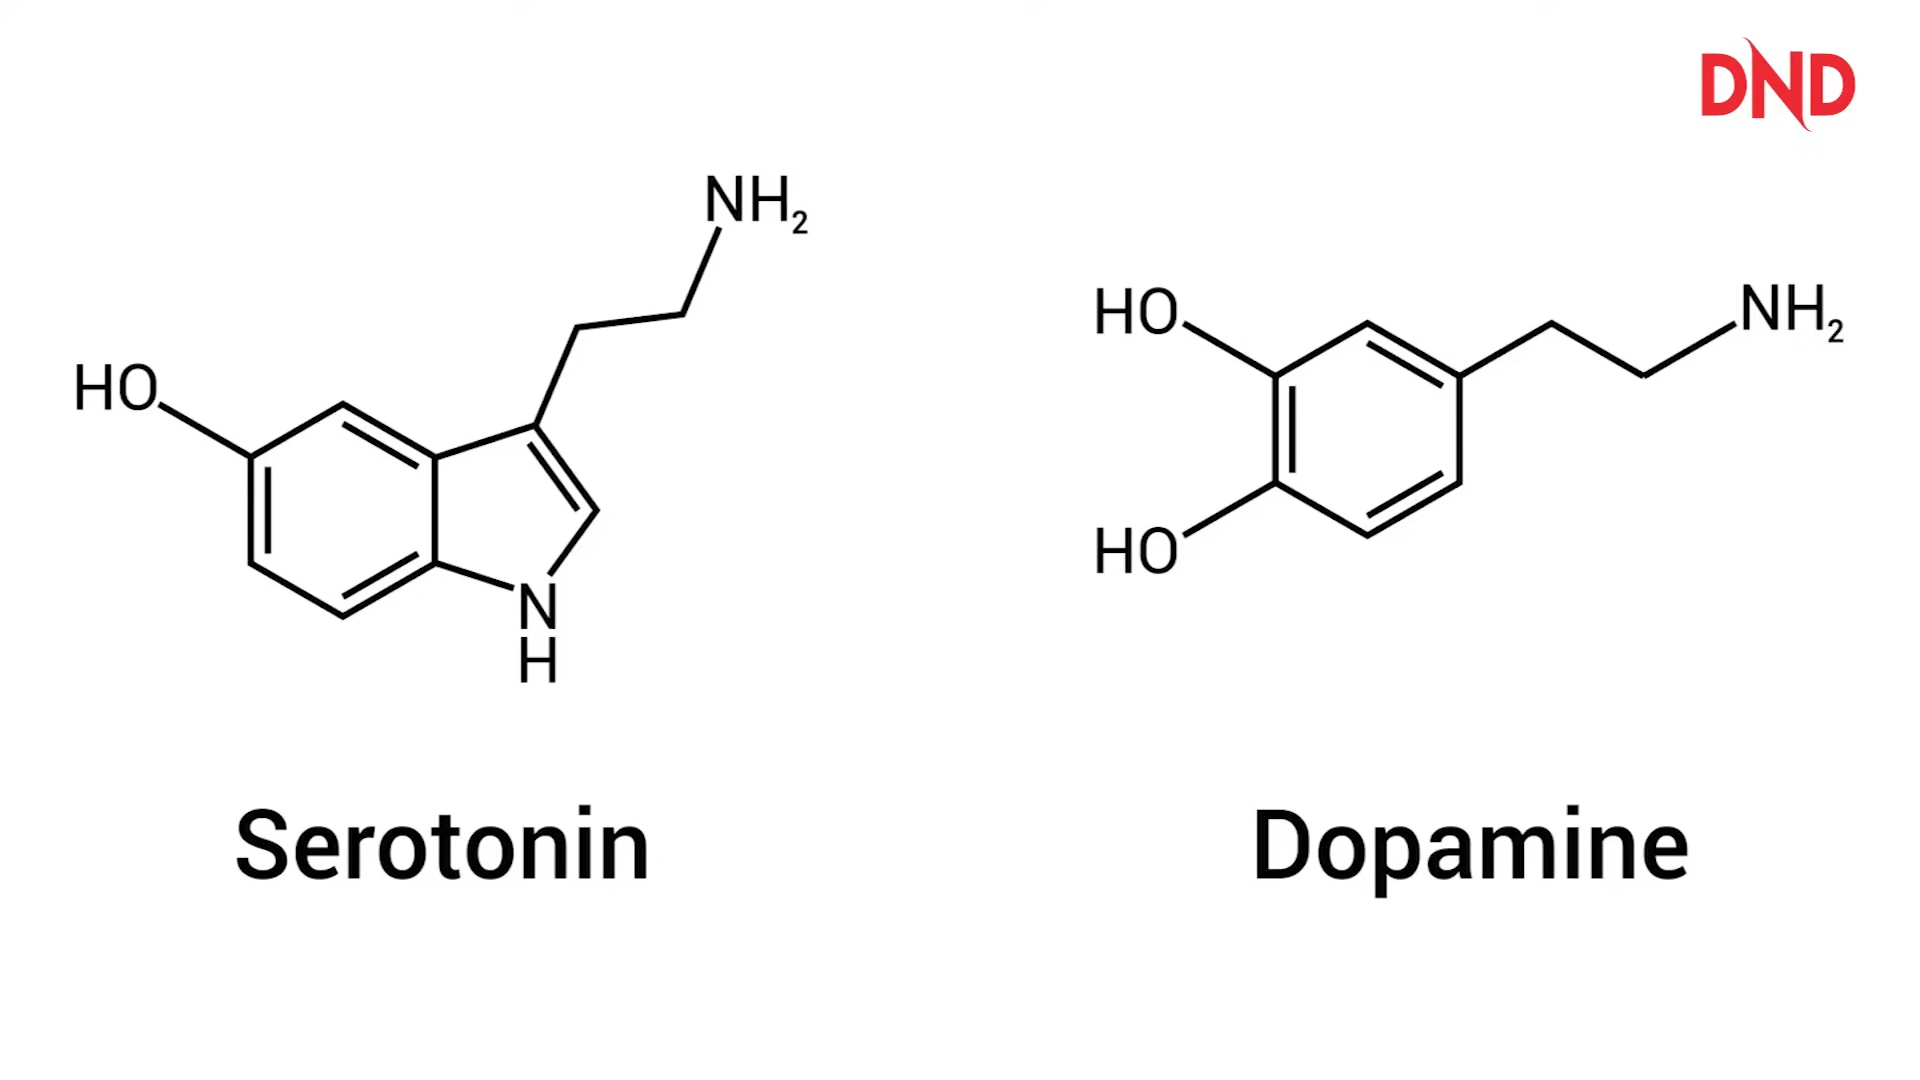 DND
NH₂
HO
N
H
Serotonin
HO
NH₂
HO
Dopamine